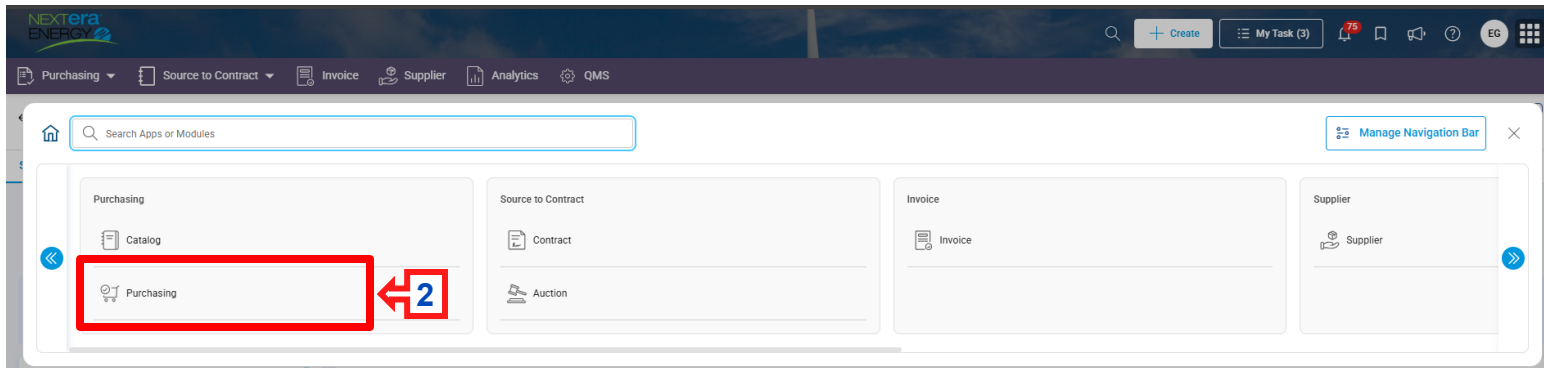 NEXTera
ENERGY
Create
My Task (3)
75
EG
Purchasing
Source to Contract
Invoice
Supplier
Analytics
QMS
Search Apps or Modules
Manage Navigation Bar
Purchasing
Source to Contract
Invoice
Supplier
Catalog
Contract
Invoice
Supplier
Purchasing
2
Auction